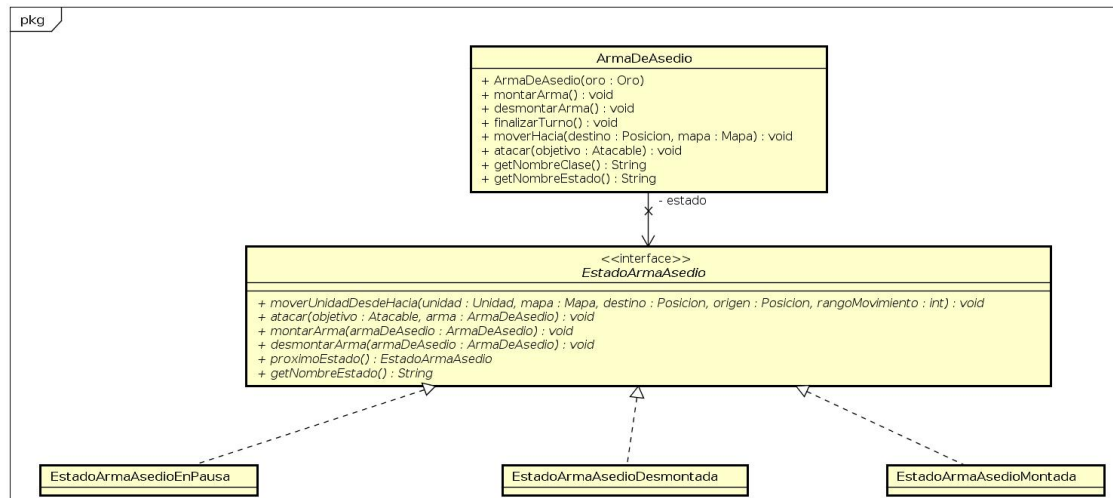 pkg
ArmaDeAsedio
+ ArmaDeAsedio(oro : Oro)
+ montarArma() : void
+ desmontarArma() : void
+ finalizarTurno() : void
+ moverHacia(destino : Posicion, mapa : Mapa) : void
+ atacar(objetivo : Atacable) : void
+ getNombreClase() : String
+ getNombreEstado() : String
- estado
<<interface>>
EstadoArmaAsedio
+ moverUnidadDesdeHacia(unidad : Unidad, mapa : Mapa, destino : Posicion, origen : Posicion, rangoMovimiento : int) : void
+ atacar(objetivo : Atacable, arma : ArmaDeAsedio) : void
+ montarArma(armaDeAsedio : ArmaDeAsedio) : void
+ desmontarArma(armaDeAsedio : ArmaDeAsedio) : void
+ proximoEstado() : EstadoArmaAsedio
+ getNombreEstado() : String
EstadoArmaAsedioEnPausa
EstadoArmaAsedioDesmontada
EstadoArmaAsedioMontada